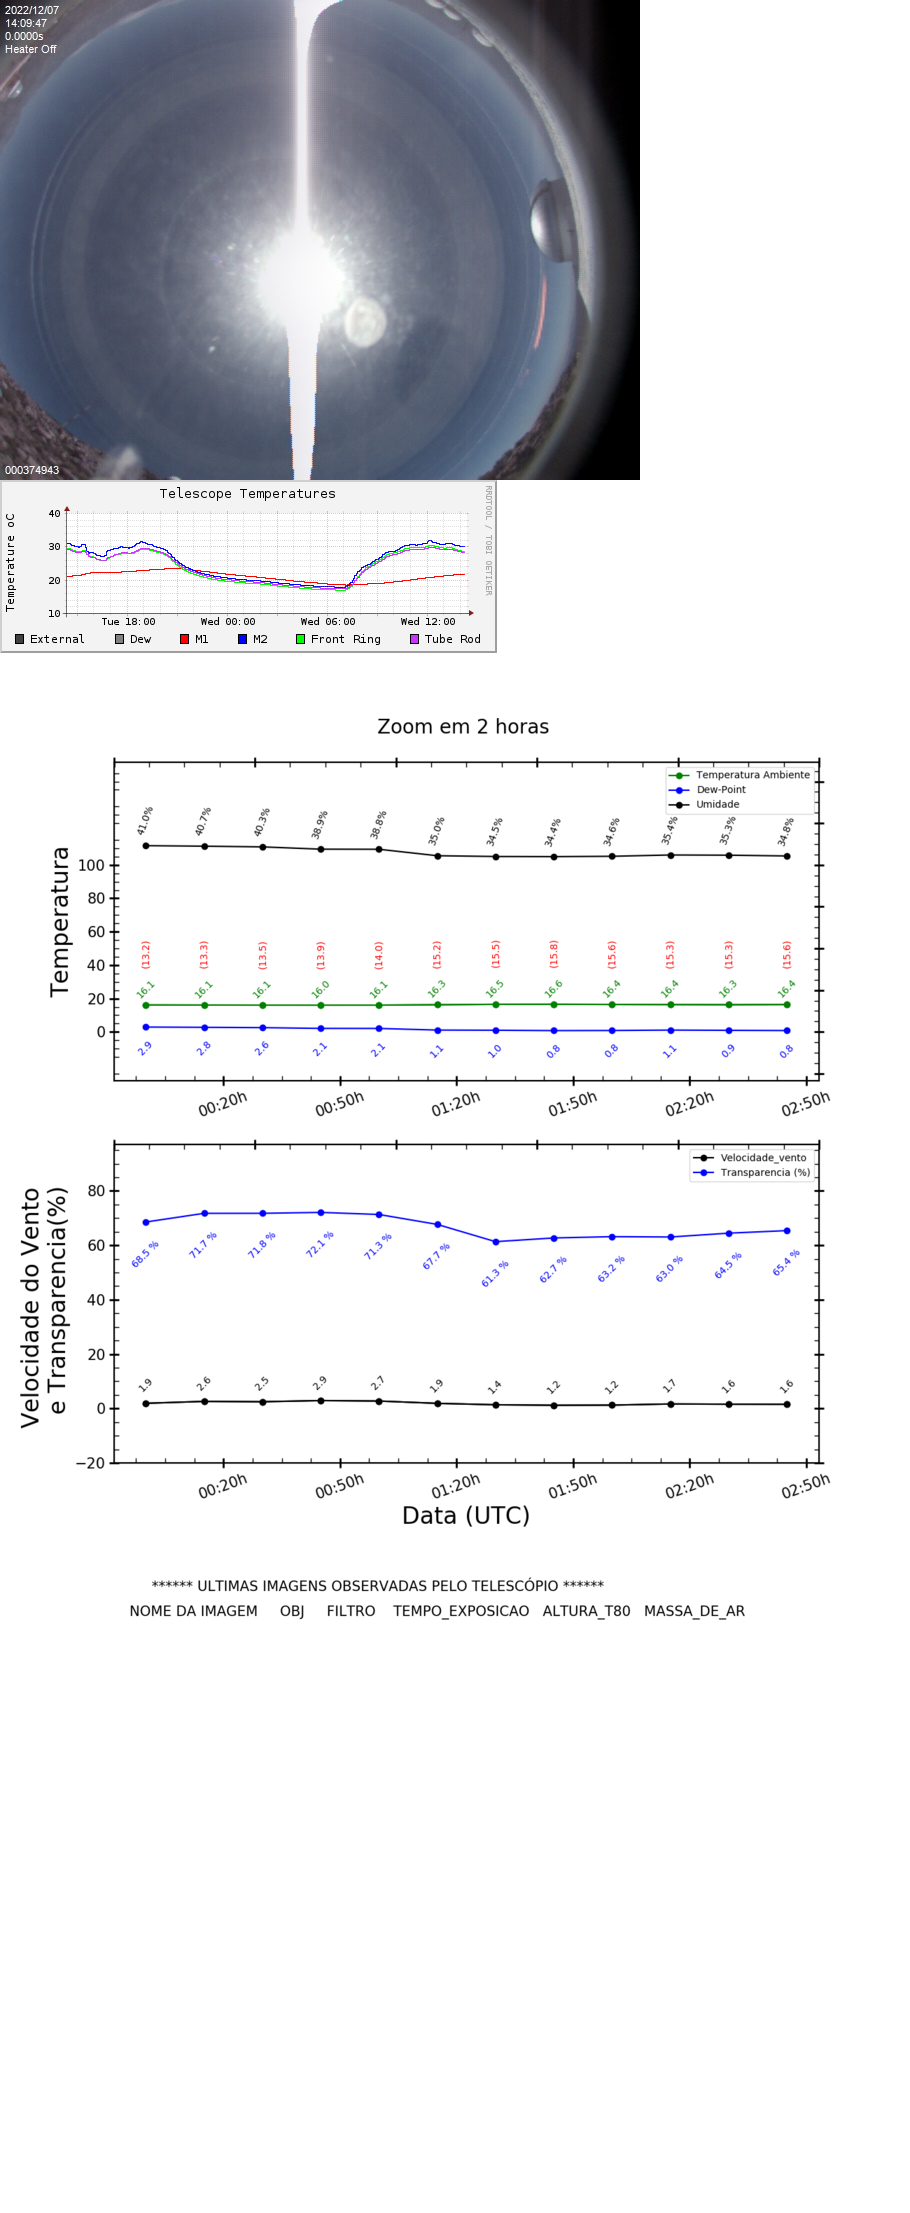 2022/12/07
14:09:47
0.0000s
Heater Off
000374943
Telescope Temperatures
RRDTOOL / TOBI OETIKER
Temperature oC
40
30
20
10
Tue 18:00 Wed 00:00 Wed 06:00 Wed 12:00
External Dew M1 M2 Front Ring Tube Rod
Zoom em 2 horas
Temperatura Ambiente
Dew-Point
Umidade
41.0% 40.7% 40.3% 38.9% 38.8% 35.0% 34.5% 34.4% 34.6% 35.4% 35.3% 34.8%
Temperatura
100
80
60
40
20
0
(13.2) (13.3) (13.5) (13.9) (14.0) (15.2) (15.5) (15.8) (15.6) (15.3) (15.3) (15.6)
16.1 16.1 16.1 16.0 16.1 16.3 16.5 16.6 16.4 16.4 16.3 16.4
2.9 2.8 2.6 2.1 2.1 1.1 1.0 0.8 0.8 1.1 0.9 0.8
00:20h 00:50h 01:20h 01:50h 02:20h 02:50h
Velocidade_vento
Transparencia (%)
Velocidade do Vento
e Transparencia(%)
80
60
40
20
0
−20
68.5 % 71.7 % 71.8 % 72.1 % 71.3 % 67.7 % 61.3 % 62.7 % 63.2 % 63.0 % 64.5 % 65.4 %
1.9 2.6 2.5 2.9 2.7 1.9 1.4 1.2 1.2 1.7 1.6 1.6
00:20h 00:50h 01:20h 01:50h 02:20h 02:50h
Data (UTC)
****** ULTIMAS IMAGENS OBSERVADAS PELO TELESCÓPIO ******
NOME DA IMAGEM OBJ FILTRO TEMPO_EXPOSICAO ALTURA_T80 MASSA_DE_AR